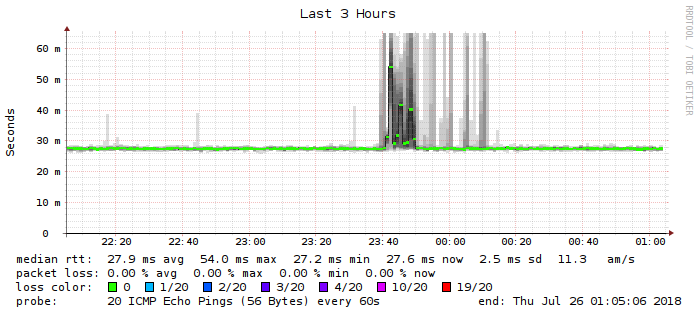 Last 3 Hours
RRDTOOL / TOBI OETIKER
Seconds
60 m
50 m
40 m
30 m
20 m
10 m
0
22:20 22:40 23:00 23:20 23:40 00:00 00:20 00:40 01:00
median rtt: 27.9 ms avg 54.0 ms max 27.2 ms min 27.6 ms now 2.5 ms sd 11.3 am/s
packet loss: 0.00 % avg 0.00 % max 0.00 % min 0.00 % now
loss color: 0 1/20 2/20 3/20 4/20 10/20 19/20
probe: 20 ICMP Echo Pings (56 Bytes) every 60s end: Thu Jul 26 01:05:06 2018